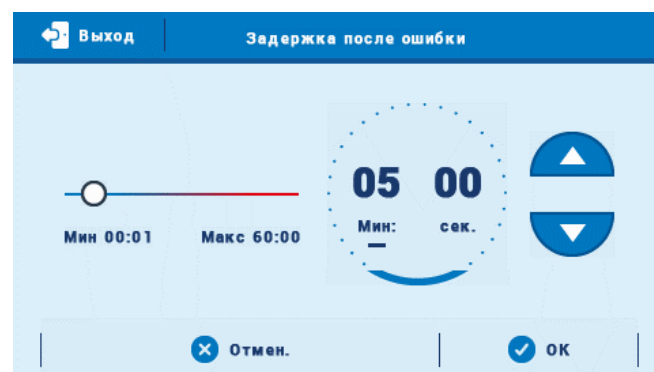 Выход
Задержка после ошибки
05 00
Мин: сек.
Мин 00:01 Макс 60:00
Отмен.
ОК